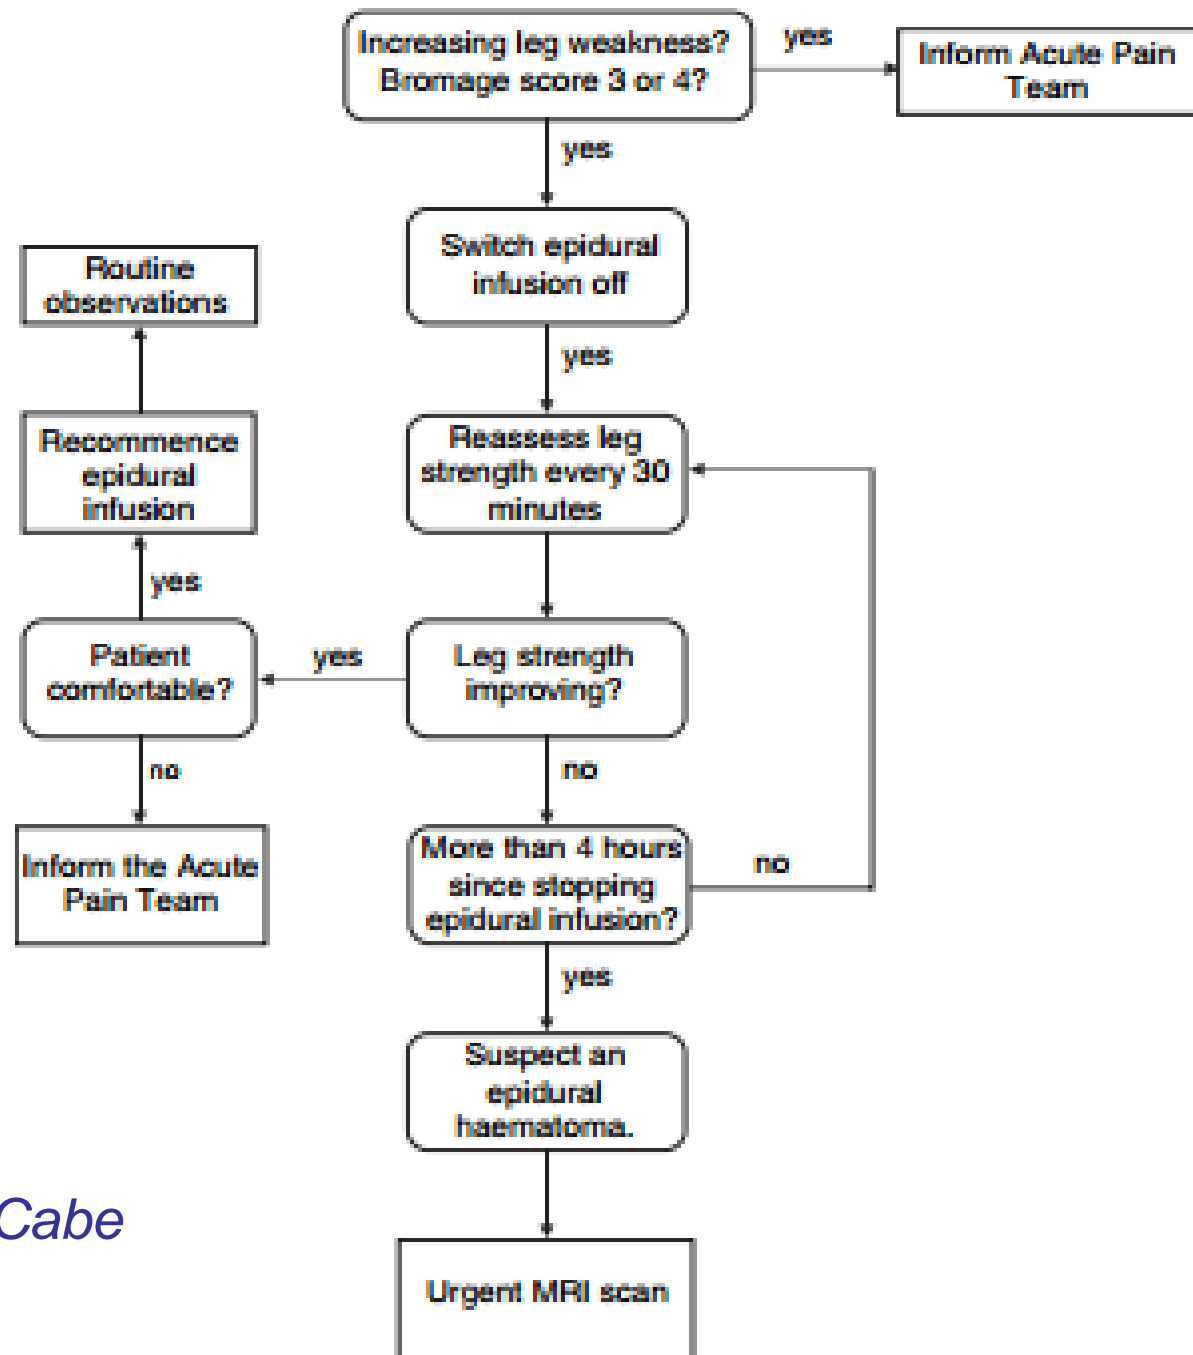 Increasing leg weakness?
Bromage score 3 or 4?
yes
Inform Acute Pain
Team
yes
Switch epidural
infusion off
Routine
observations
yes
Recommence
epidural
infusion
Reassess leg
strength every 30
minutes
yes
Patient
comfortable?
yes
Leg strength
improving?
no
no
Inform the Acute
Pain Team
More than 4 hours
since stopping
epidural infusion?
no
yes
Suspect an
epidural
haematoma.
Cabe
Urgent MRI scan